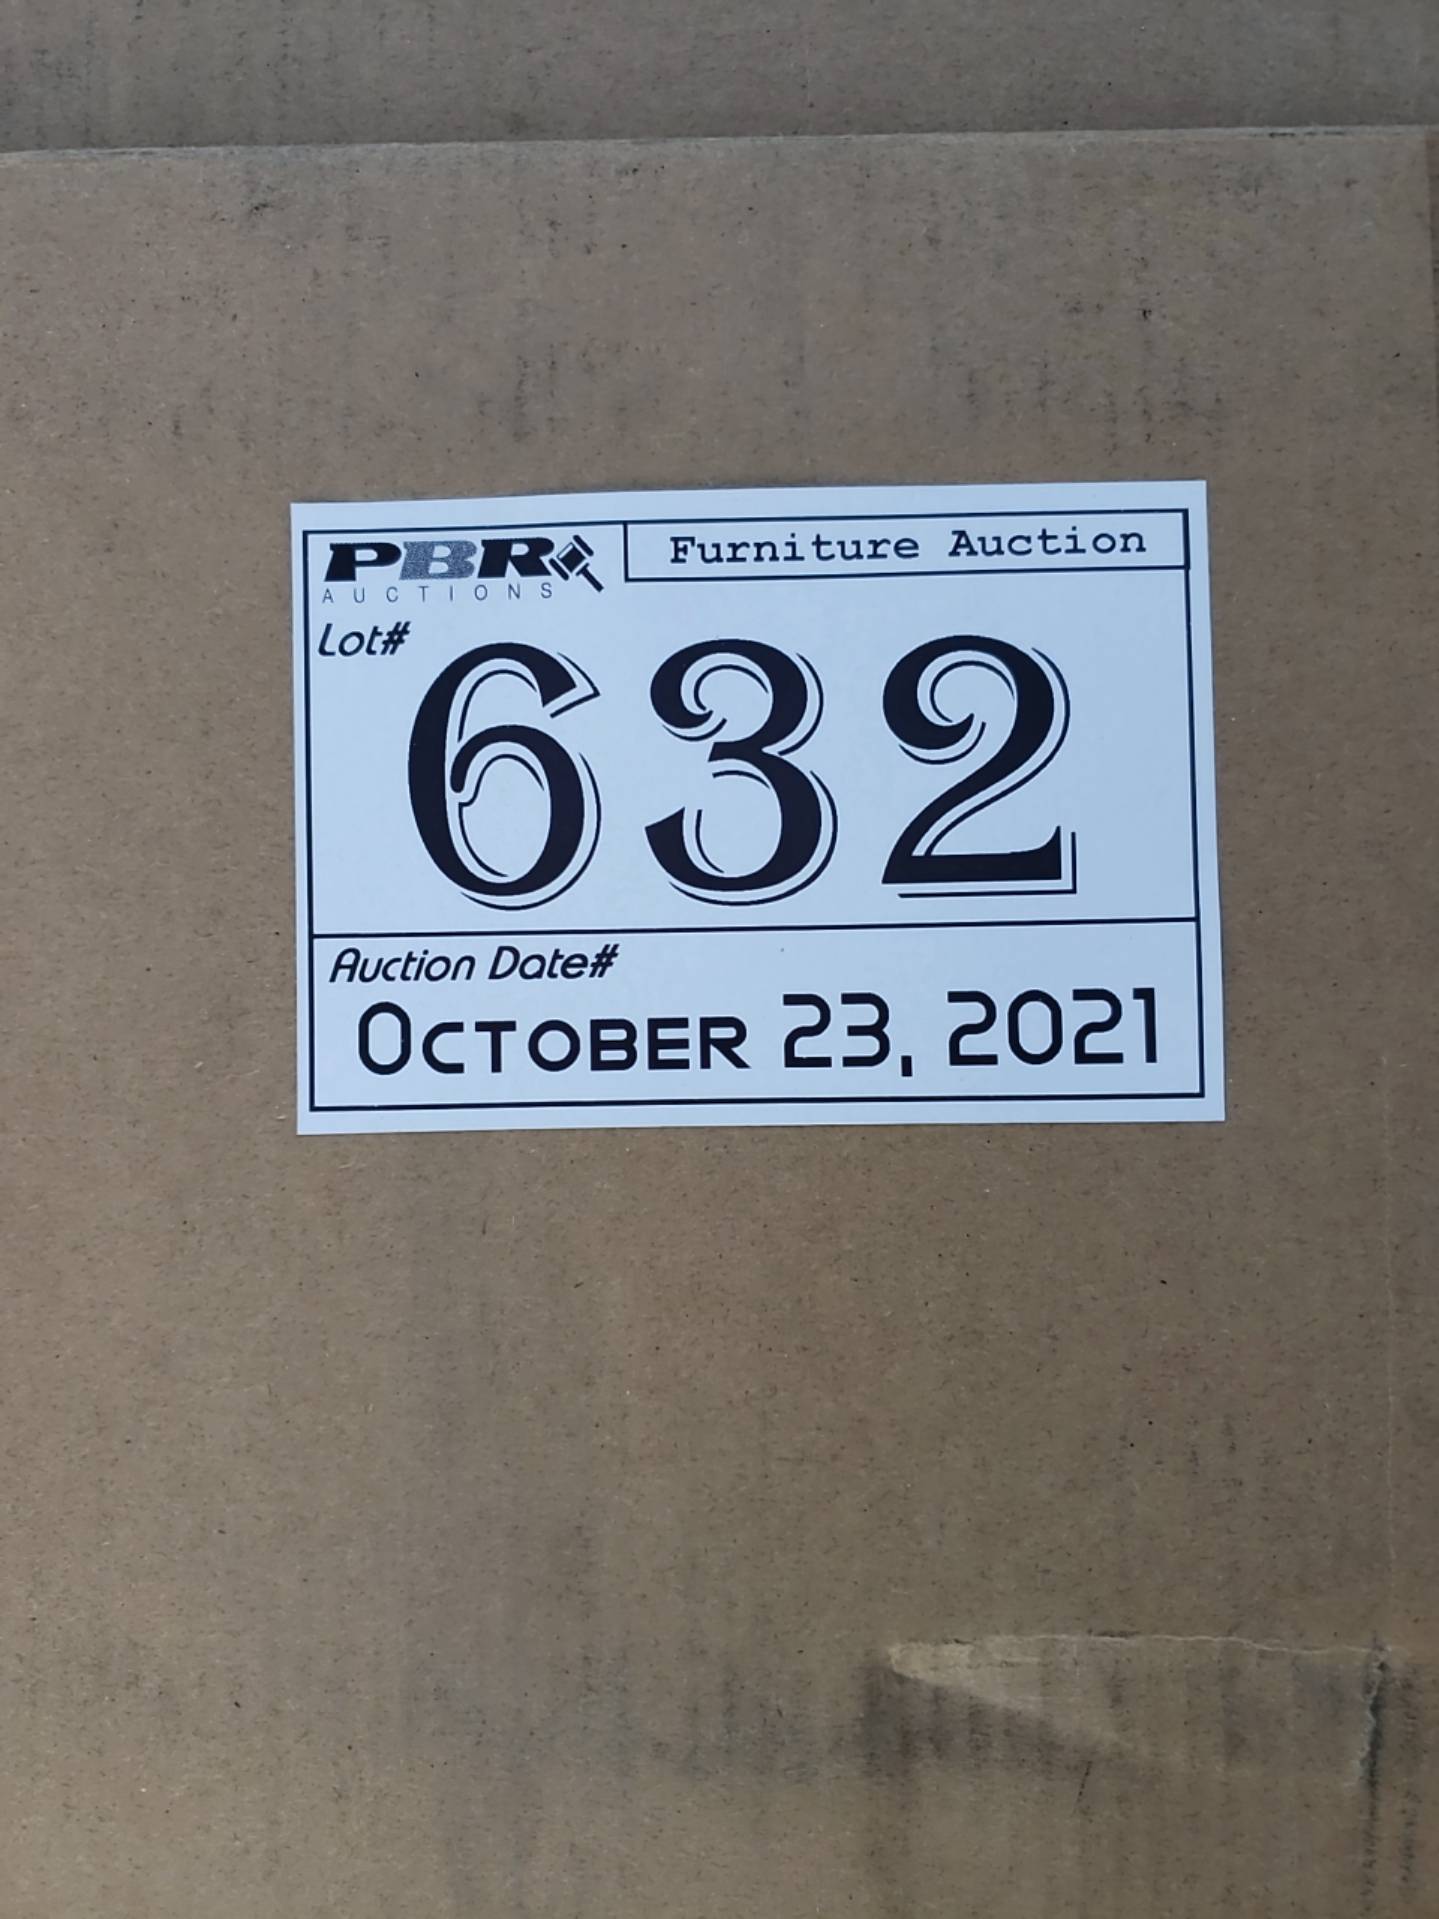 PBR
AUCTIONS
Furniture Auction
Lot#
632
Auction Date#
October 23, 2021